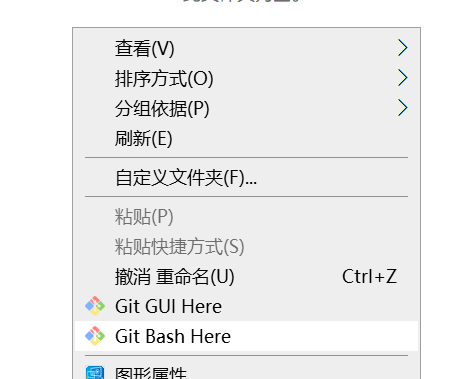 查看(V)
排序方式(O)
分组依据(P)
刷新(E)
自定义文件夹(F)...
粘贴(P)
粘贴快捷方式(S)
撤消 重命名(U) Ctrl+Z
Git GUI Here
Git Bash Here
图形属性